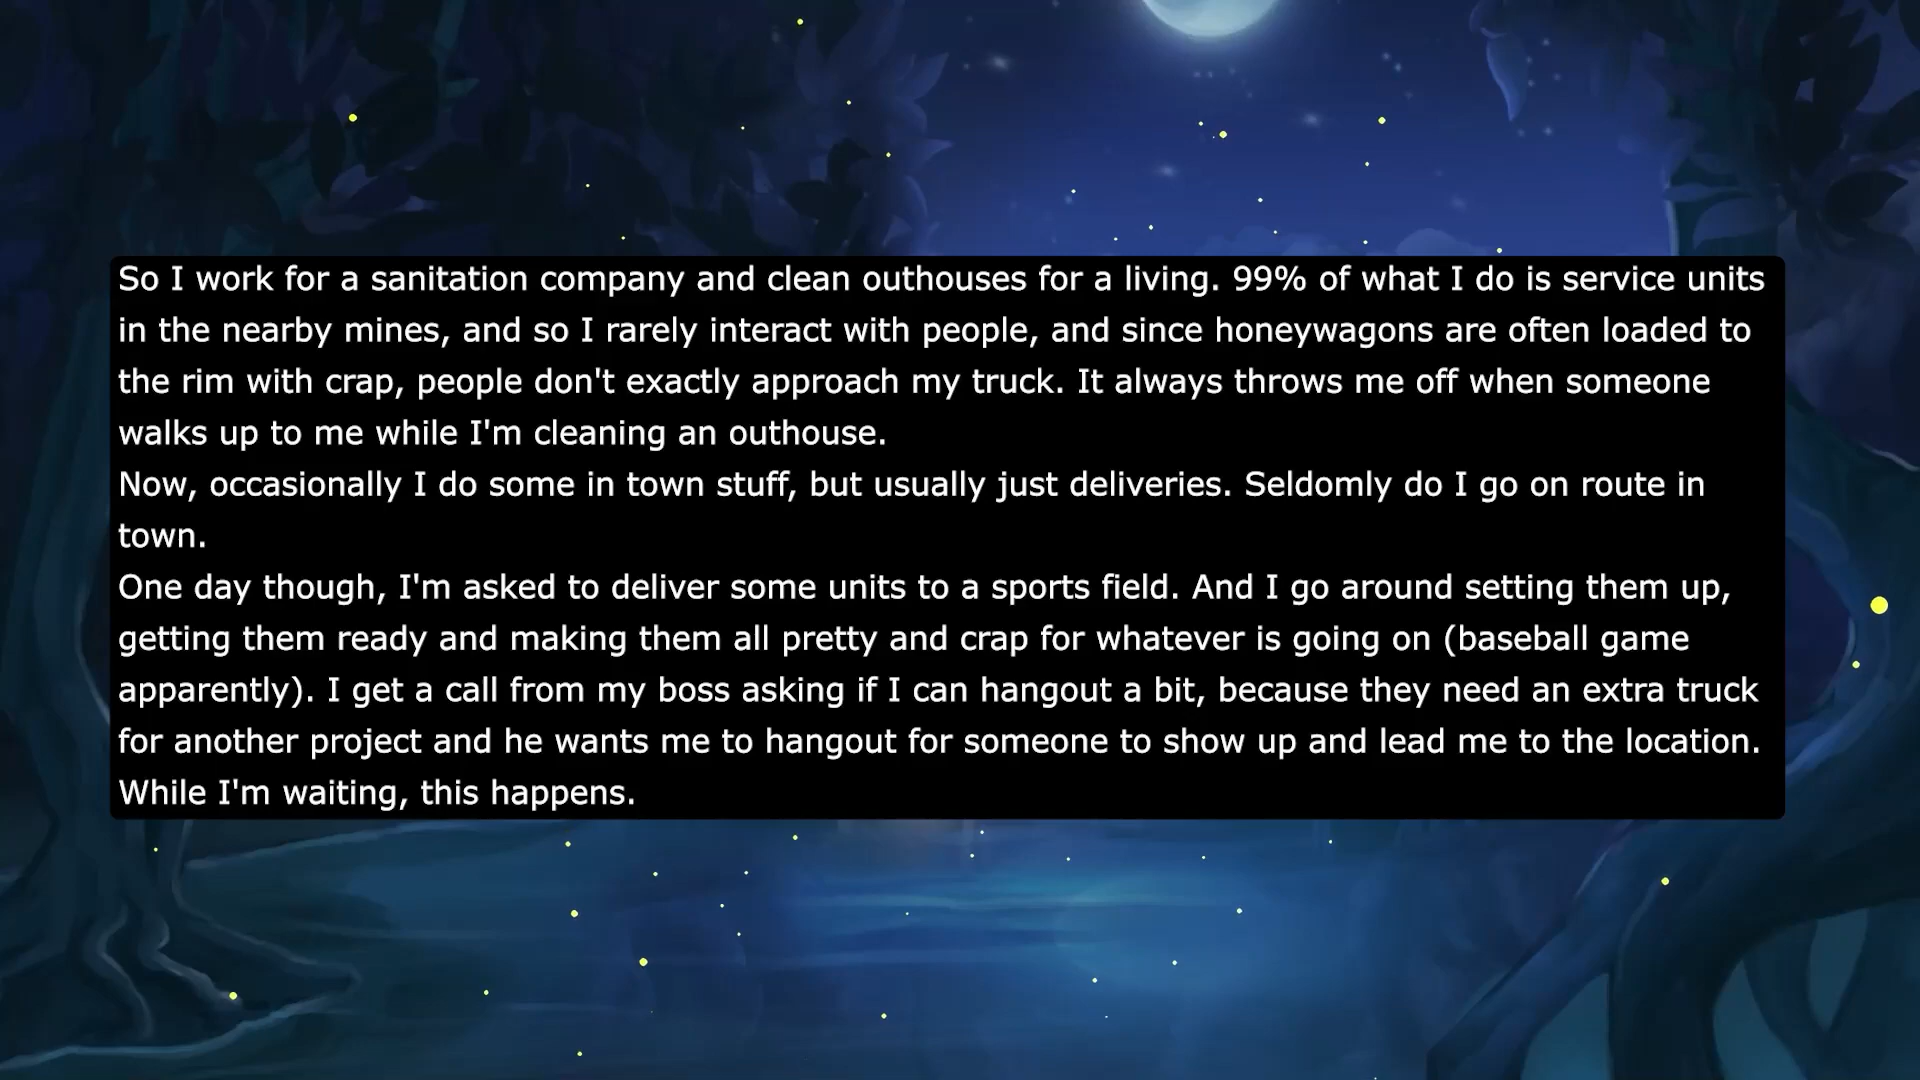 So I work for a sanitation company and clean outhouses for a living. 99% of what I do is service units
in the nearby mines, and so I rarely interact with people, and since honeywagons are often loaded to
the rim with crap, people don't exactly approach my truck. It always throws me off when someone
walks up to me while I'm cleaning an outhouse.
Now, occasionally I do some in town stuff, but usually just deliveries. Seldomly do I go on route in
town.
One day though, I'm asked to deliver some units to a sports field. And I go around setting them up,
getting them ready and making them all pretty and crap for whatever is going on (baseball game
apparently). I get a call from my boss asking if I can hangout a bit, because they need an extra truck
for another project and he wants me to hangout for someone to show up and lead me to the location.
While I'm waiting, this happens.